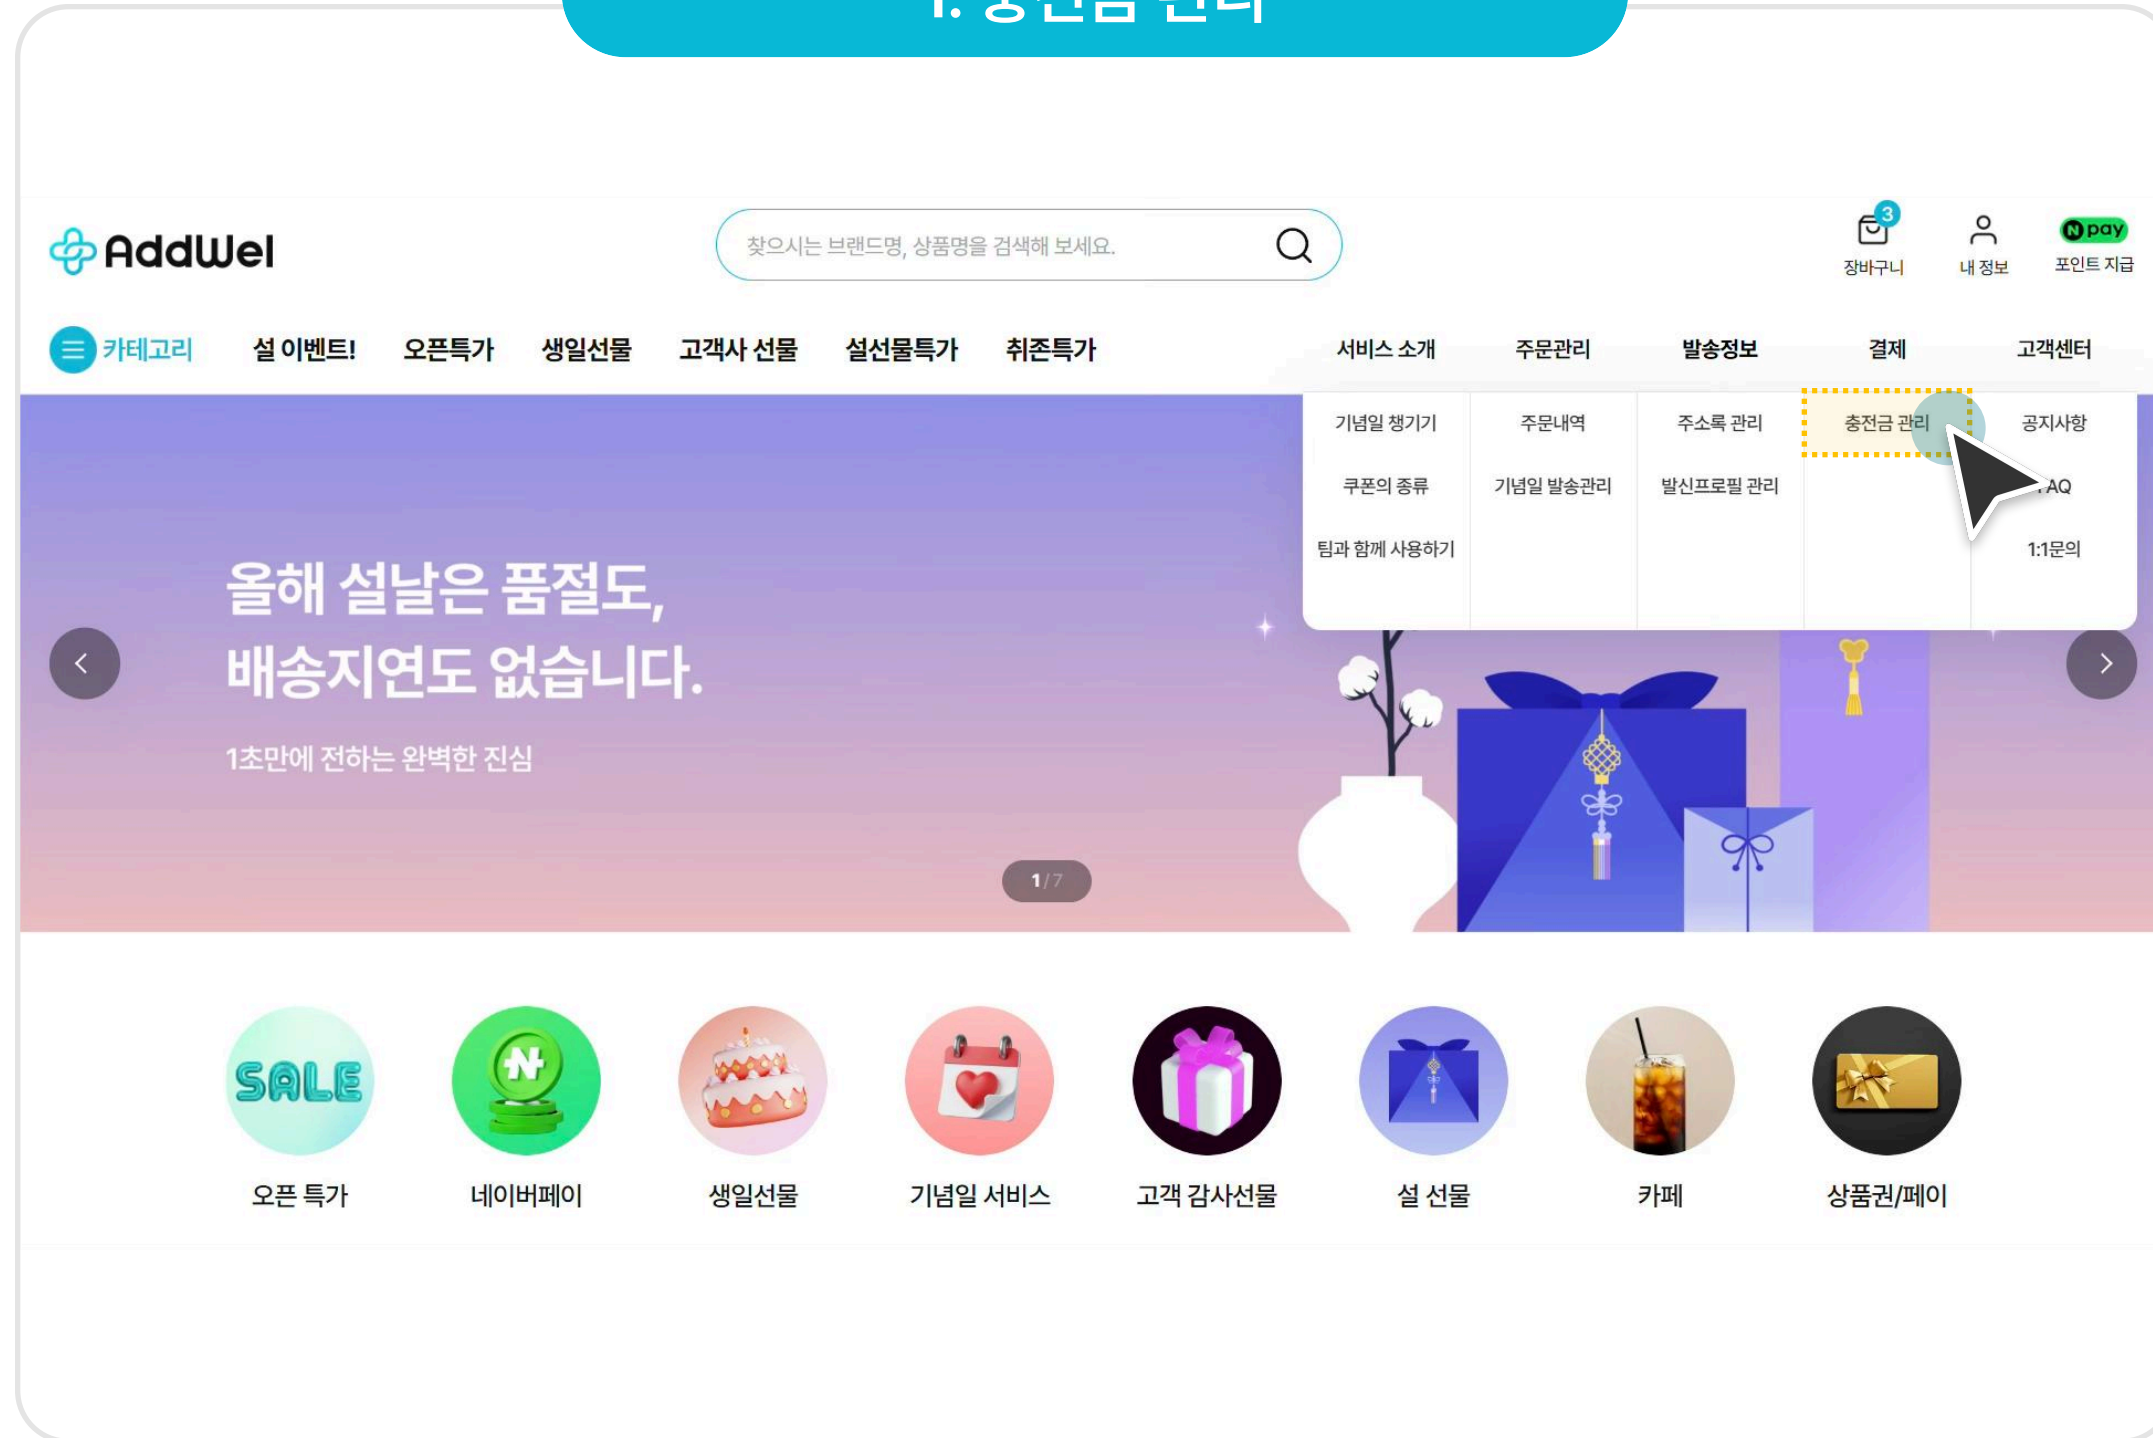 1. 충전금 관리
AddWel
찾으시는 브랜드명, 상품명을 검색해 보세요.
3
장바구니
내 정보
N pay
포인트 지급
카테고리
설 이벤트!
오픈특가
생일선물
고객사 선물
설선물특가
취존특가
서비스 소개
주문관리
발송정보
결제
고객센터
기념일 챙기기
주문내역
주소록 관리
충전금 관리
공지사항
쿠폰의 종류
기념일 발송관리
발신프로필 관리
FAQ
팀과 함께 사용하기
1:1문의
올해 설날은 품절도,
배송지연도 없습니다.
1초만에 전하는 완벽한 진심
1/7
SALE
N
오픈 특가
네이버페이
생일선물
기념일 서비스
고객 감사선물
설 선물
카페
상품권/페이